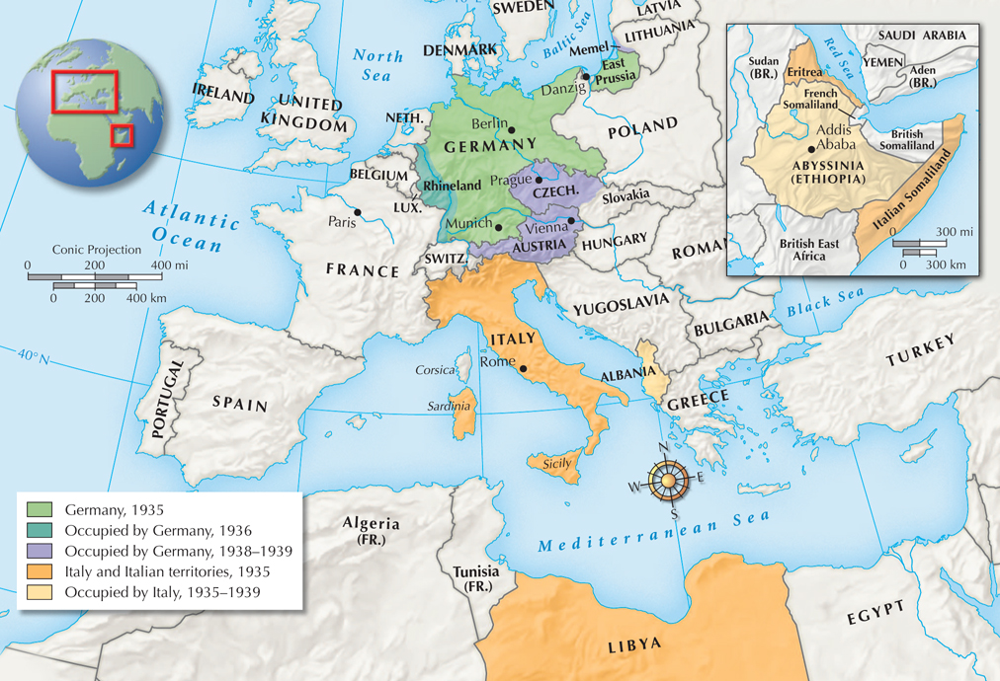 SWEDEN
LATVIA
Baltic Sea
LITHUANIA
DENMARK
North
Sea
Memel
East
Prussia
Danzig
IRELAND
UNITED
KINGDOM
NETH.
Berlin
GERMANY
POLAND
BELGIUM
Rhineland
Prague
CZECH.
LUX.
Slovakia
Atlantic
Ocean
Paris
Munich
Vienna
AUSTRIA
HUNGARY
ROMAN
SWITZ.
FRANCE
Conic Projection
0 200 400 mi
0 200 400 km
YUGOSLAVIA
Black Sea
BULGARIA
40°N
ITALY
Rome
Corsica
ALBANIA
TURKEY
PORTUGAL
SPAIN
Sardinia
GREECE
Sicily
N
W
E
S
Mediterranean Sea
Algeria
(FR.)
Tunisia
(FR.)
LIBYA
EGYPT
SAUDI ARABIA
Red Sea
Sudan
(BR.)
Eritrea
YEMEN
Aden
(BR.)
French
Somaliland
Addis
Ababa
British
Somaliland
ABYSSINIA
(ETHIOPIA)
Italian Somaliland
British East
Africa
0 300 mi
0 300 km
Germany, 1935
Occupied by Germany, 1936
Occupied by Germany, 1938–1939
Italy and Italian territories, 1935
Occupied by Italy, 1935–1939